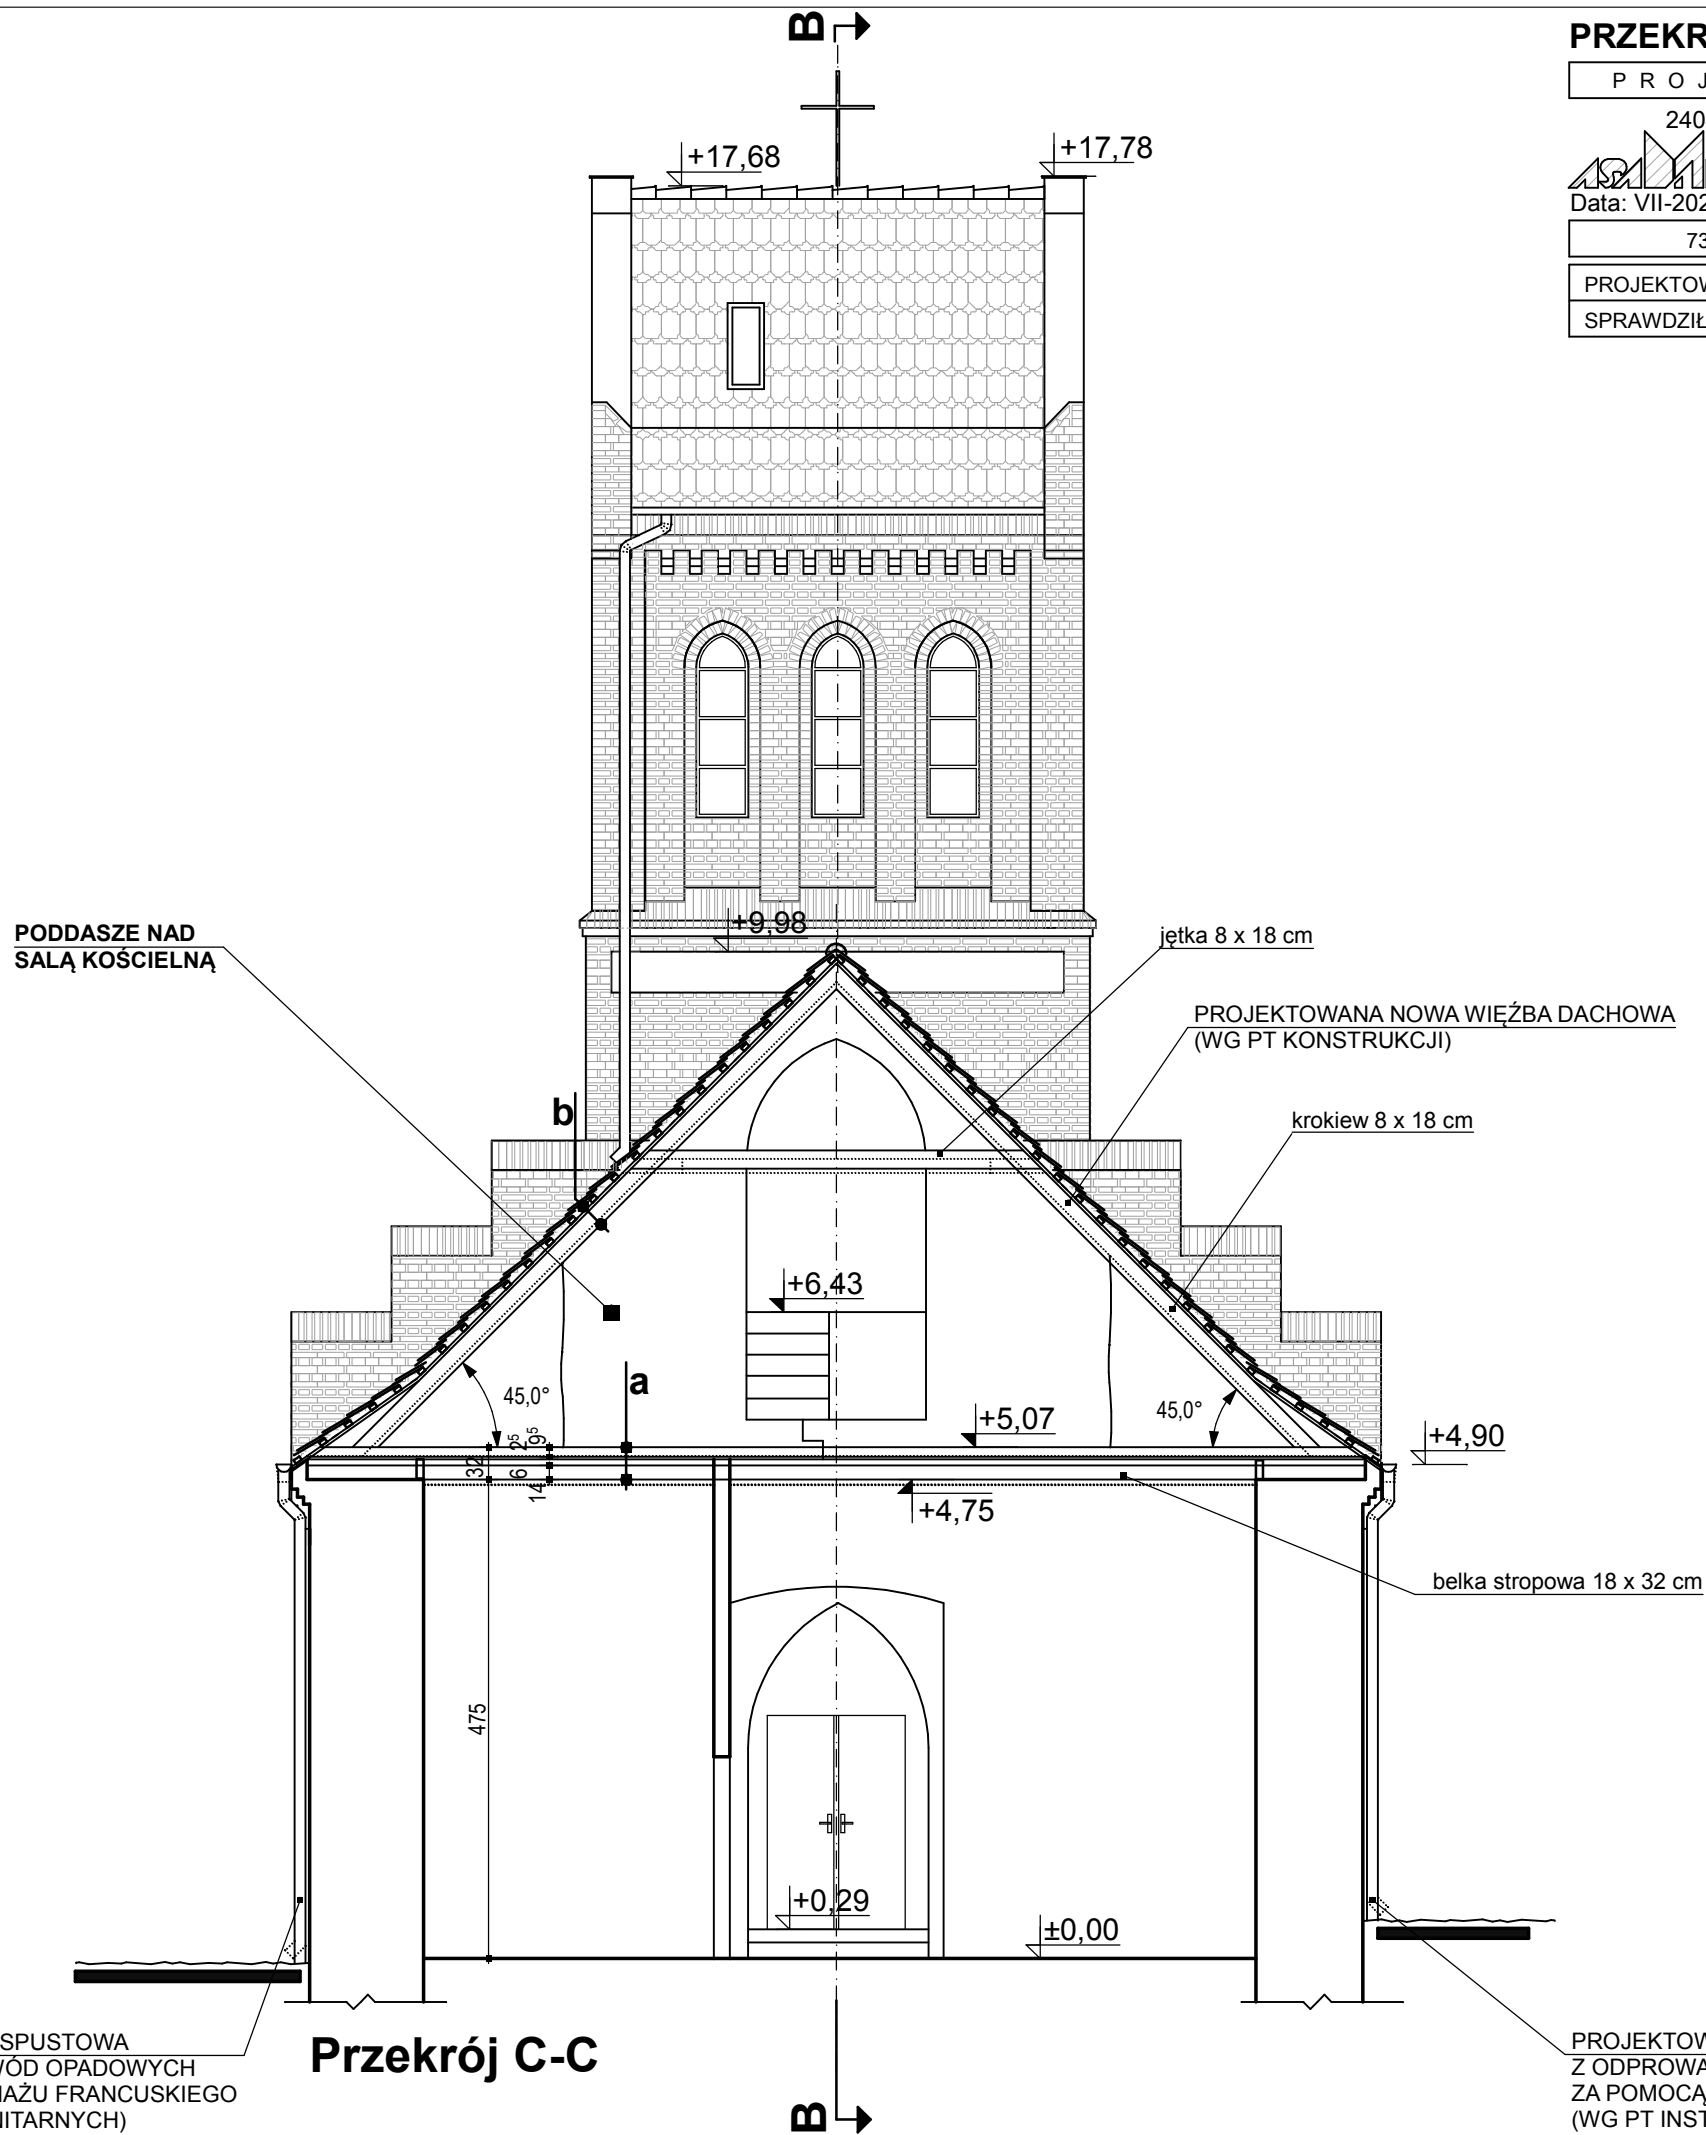 B
PRZEKR
P R O J
240
ASA
Data: VII-202
73
PROJEKTOW
SPRAWDZIŁ
+17,68
+17,78
+9,98
PODDASZE NAD
SALĄ KOŚCIELNĄ
jętka 8 x 18 cm
PROJEKTOWANA NOWA WIĘŹBA DACHOWA
(WG PT KONSTRUKCJI)
krokiew 8 x 18 cm
b
+6,43
a
45,0°
45,0°
+5,07
+4,90
32
2⁵
9⁵
6
14
+4,75
belka stropowa 18 x 32 cm
475
+0,29
±0,00
SPUSTOWA
WÓD OPADOWYCH
NAŻU FRANCUSKIEGO
NITARNYCH)
Przekrój C-C
B
PROJEKTOW
Z ODPROWA
ZA POMOCĄ
(WG PT INST